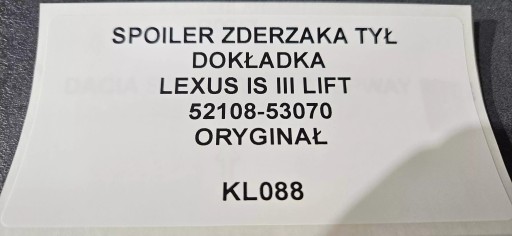 SPOILER ZDERZAKA TYŁ
DOKŁADKA
LEXUS IS III LIFT
52108-53070
ORYGINAŁ
KL088